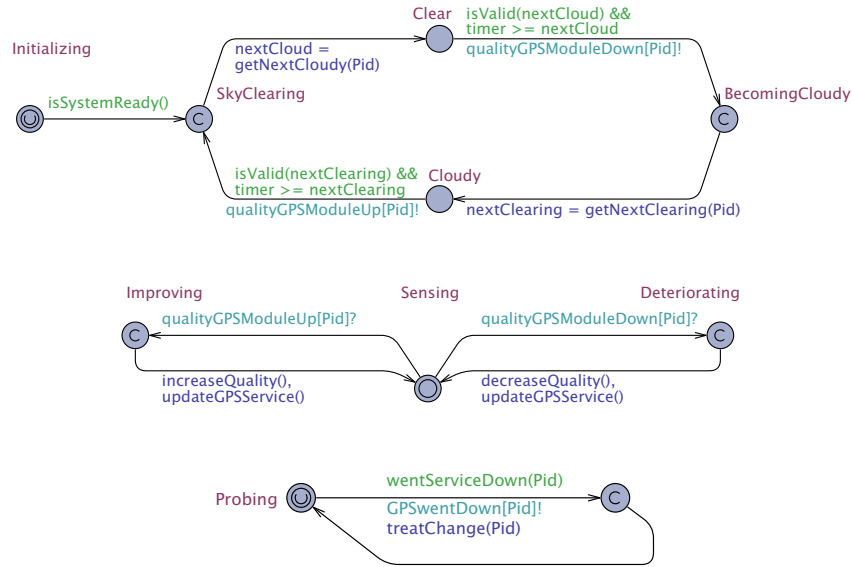 Clear
isValid(nextCloud) &&
timer >= nextCloud
qualityGPSModuleDown[Pid]!
Initializing
nextCloud =
getNextCloudy(Pid)
isSystemReady()
SkyClearing
C
BecomingCloudy
C
isValid(nextClearing) &&
timer >= nextClearing
qualityGPSModuleUp[Pid]!
Cloudy
nextClearing = getNextClearing(Pid)
Improving
Sensing
Deteriorating
C
qualityGPSModuleUp[Pid]?
qualityGPSModuleDown[Pid]?
C
increaseQuality(),
updateGPSService()
decreaseQuality(),
updateGPSService()
Probing
wentServiceDown(Pid)
GPSwentDown[Pid]!
treatChange(Pid)
C